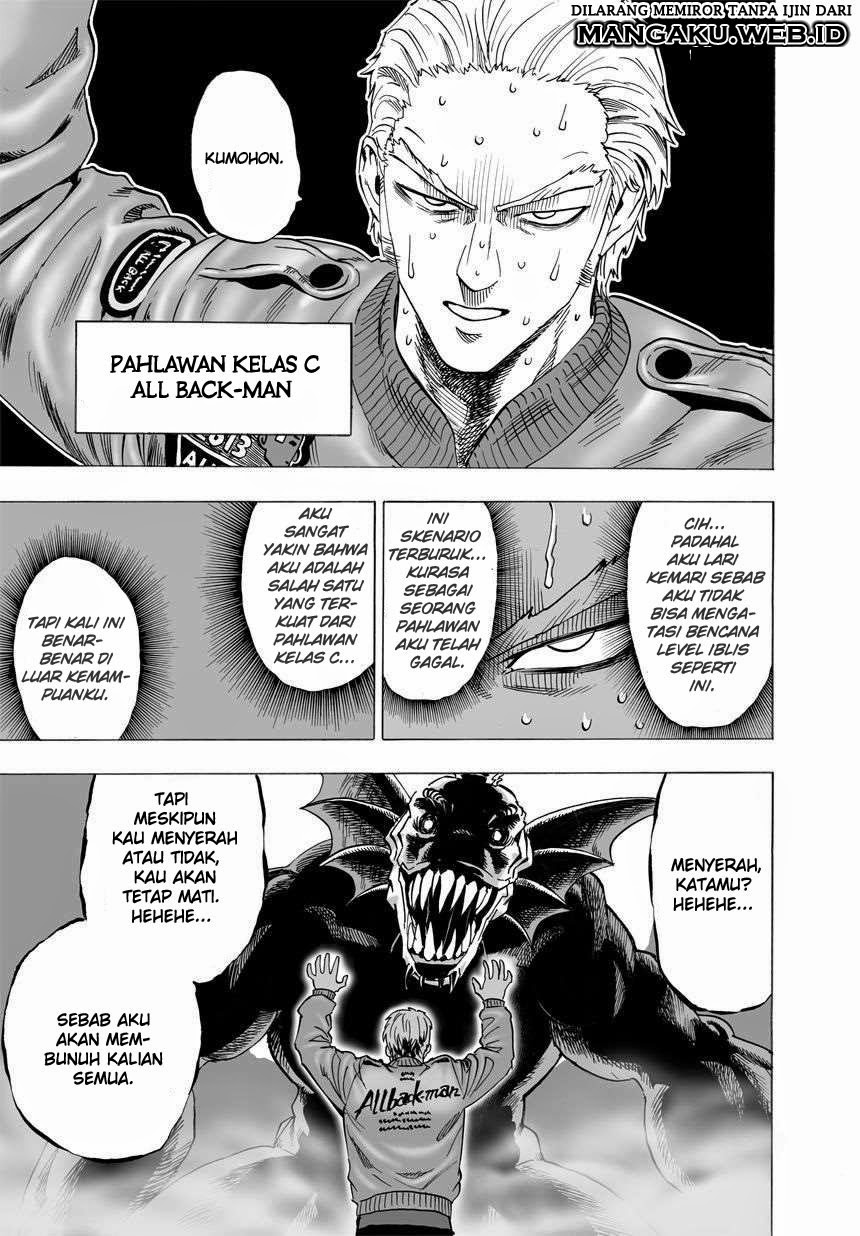 DILARANG MEMIROR TANPA IJIN DARI
MANGAKU.WEB.ID
KUMOHON.
ALL BACK
PAHLAWAN KELAS C
ALL BACK-MAN
CIH...
PADAHAL
AKU LARI
KEMARI SEBAB
AKU TIDAK
BISA MENGA-
TASI BENCANA
LEVEL IBLIS
SEPERTI
INI.
INI
SKENARIO
TERBURUK...
KURASA
SEBAGAI
SEORANG
PAHLAWAN
AKU TELAH
GAGAL.
AKU
SANGAT
YAKIN BAHWA
AKU ADALAH
SALAH SATU
YANG TER-
KUAT DARI
PAHLAWAN
KELAS C...
TAPI KALI INI
BENAR-
BENAR DI
LUAR KEMAM-
PUANKU.
MENYERAH,
KATAMU?
HEHEHE...
TAPI
MESKIPUN
KAU MENYERAH
ATAU TIDAK,
KAU AKAN
TETAP MATI.
HEHEHE...
SEBAB AKU
AKAN MEM-
BUNUH KALIAN
SEMUA.
Allback-man